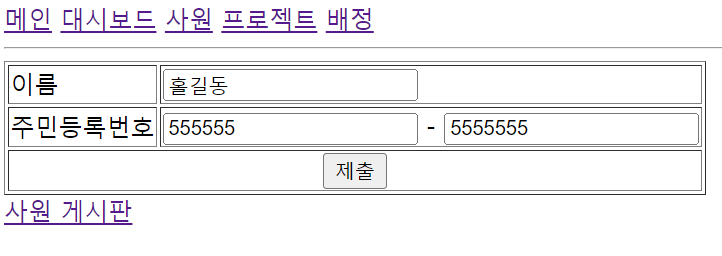 메인 대시보드 사원 프로젝트 배정
이름 홀길동
주민등록번호 555555 - 5555555
제출
사원 게시판